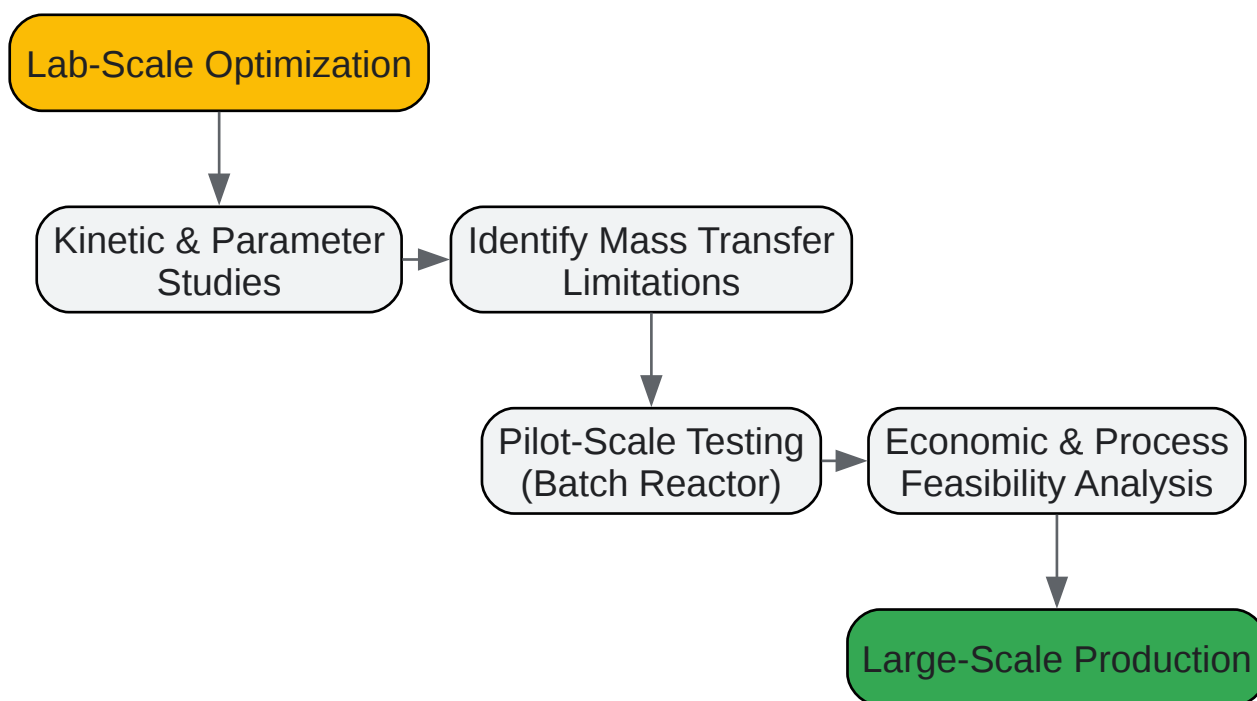 Lab-Scale Optimization
Kinetic & Parameter
Studies
Identify Mass Transfer
Limitations
Pilot-Scale Testing
(Batch Reactor)
Economic & Process
Feasibility Analysis
Large-Scale Production